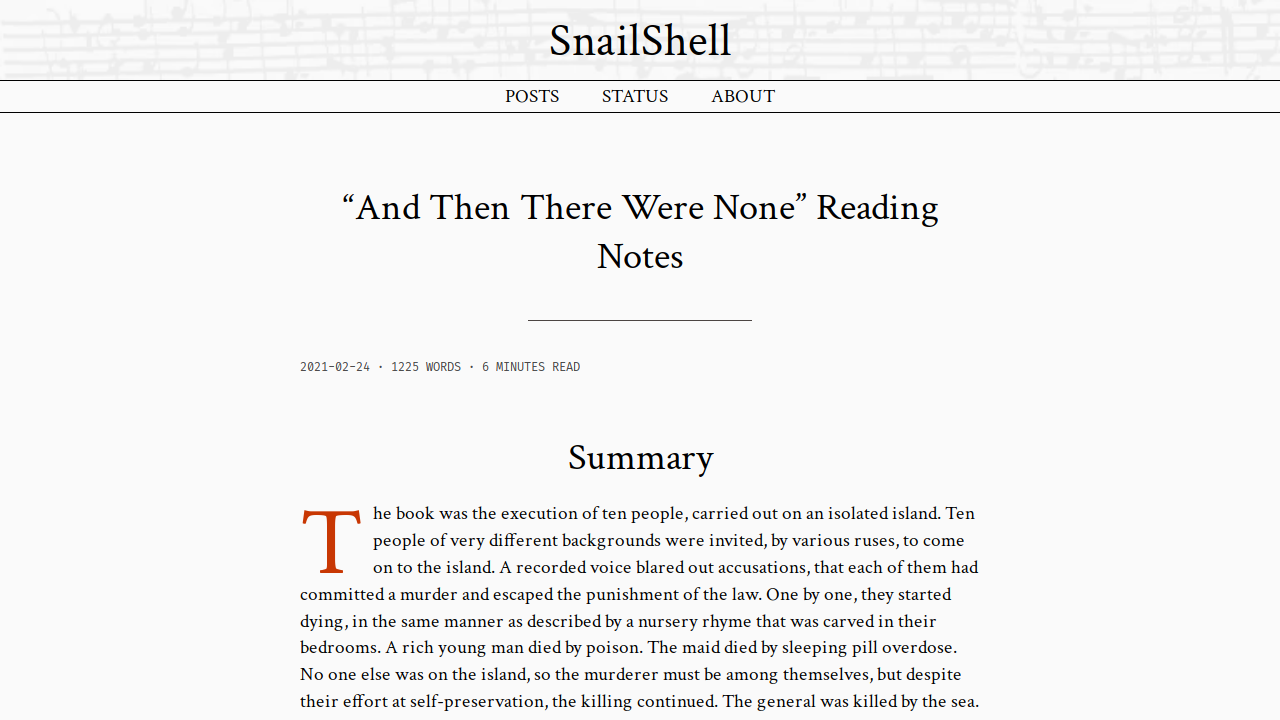 SnailShell
POSTS STATUS ABOUT
“And Then There Were None” Reading
Notes
2021-02-24 · 1225 WORDS · 6 MINUTES READ
Summary
The book was the execution of ten people, carried out on an isolated island. Ten
people of very different backgrounds were invited, by various ruses, to come
on to the island. A recorded voice blared out accusations, that each of them had
committed a murder and escaped the punishment of the law. One by one, they started
dying, in the same manner as described by a nursery rhyme that was carved in their
bedrooms. A rich young man died by poison. The maid died by sleeping pill overdose.
No one else was on the island, so the murderer must be among themselves, but despite
their effort at self-preservation, the killing continued. The general was killed by the sea.